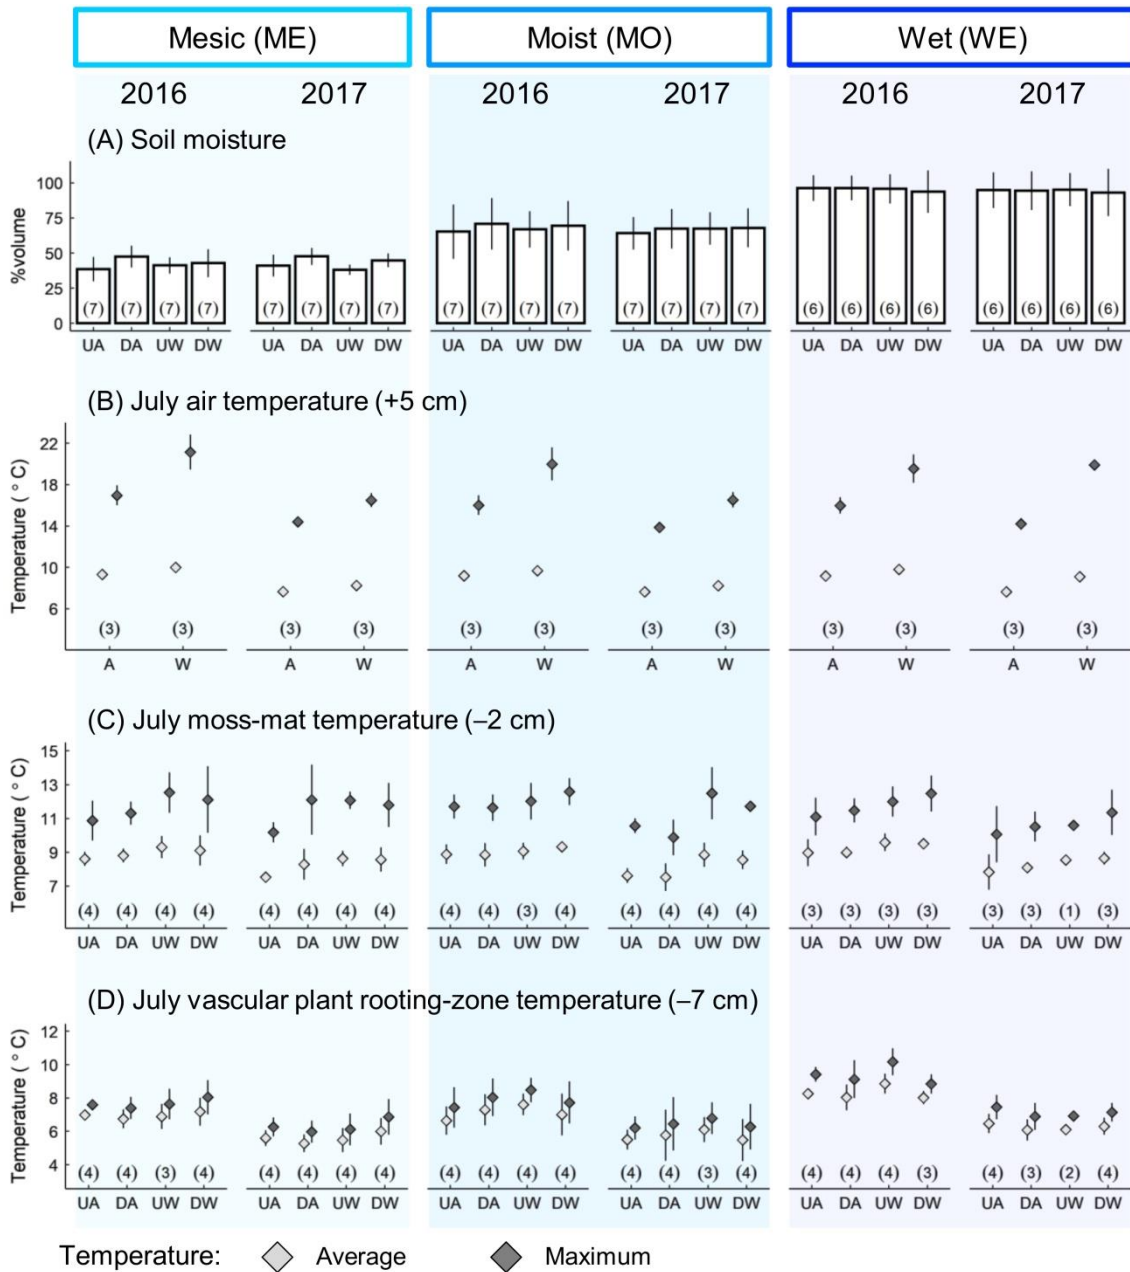 Mesic (ME) Moist (MO) Wet (WE)
2016 2017 2016 2017 2016 2017
(A) Soil moisture
%volume
100
75
50
25
0
(7) (7) (7) (7) (7) (7) (7) (7) (7) (7) (7) (7) (7) (7) (7) (7) (6) (6) (6) (6) (6) (6) (6) (6)
UA DA UW DW UA DA UW DW UA DA UW DW UA DA UW DW UA DA UW DW UA DA UW DW
(B) July air temperature (+5 cm)
Temperature ( ° C)
22
18
14
10
6
(3) (3) (3) (3) (3) (3) (3) (3) (3) (3) (3) (3)
A W A W A W A W A W A W
(C) July moss-mat temperature (–2 cm)
Temperature ( ° C)
15
13
11
9
7
(4) (4) (4) (4) (4) (4) (4) (4) (4) (4) (3) (4) (4) (4) (4) (4) (3) (3) (3) (3) (3) (3) (1) (3)
UA DA UW DW UA DA UW DW UA DA UW DW UA DA UW DW UA DA UW DW UA DA UW DW
(D) July vascular plant rooting-zone temperature (–7 cm)
Temperature ( ° C)
12
10
8
6
4
(4) (4) (3) (4) (4) (4) (4) (4) (4) (4) (4) (4) (4) (4) (3) (4) (4) (4) (4) (3) (4) (3) (2) (4)
UA DA UW DW UA DA UW DW UA DA UW DW UA DA UW DW UA DA UW DW UA DA UW DW
Temperature: Average Maximum